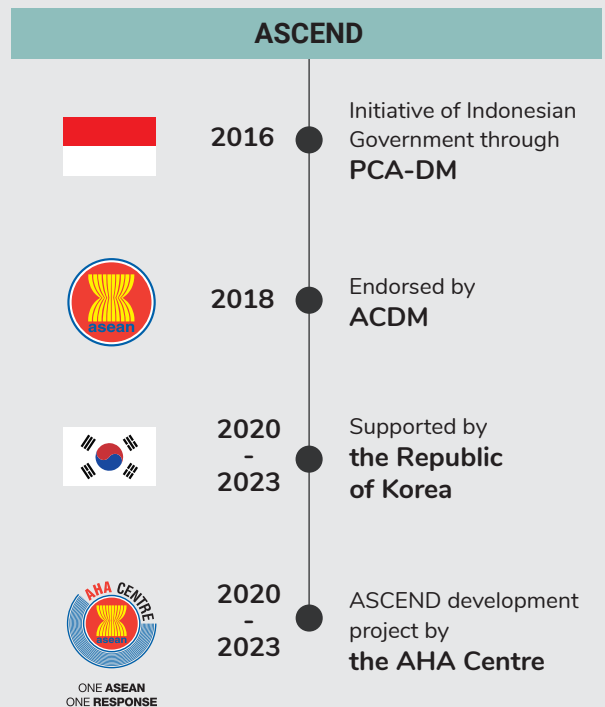 ASCEND
2016
Initiative of Indonesian
Government through
PCA-DM
asean
2018
Endorsed by
ACDM
2020
-
2023
Supported by
the Republic
of Korea
AHA CENTRE
asean
ONE ASEAN
ONE RESPONSE
2020
-
2023
ASCEND development
project by
the AHA Centre